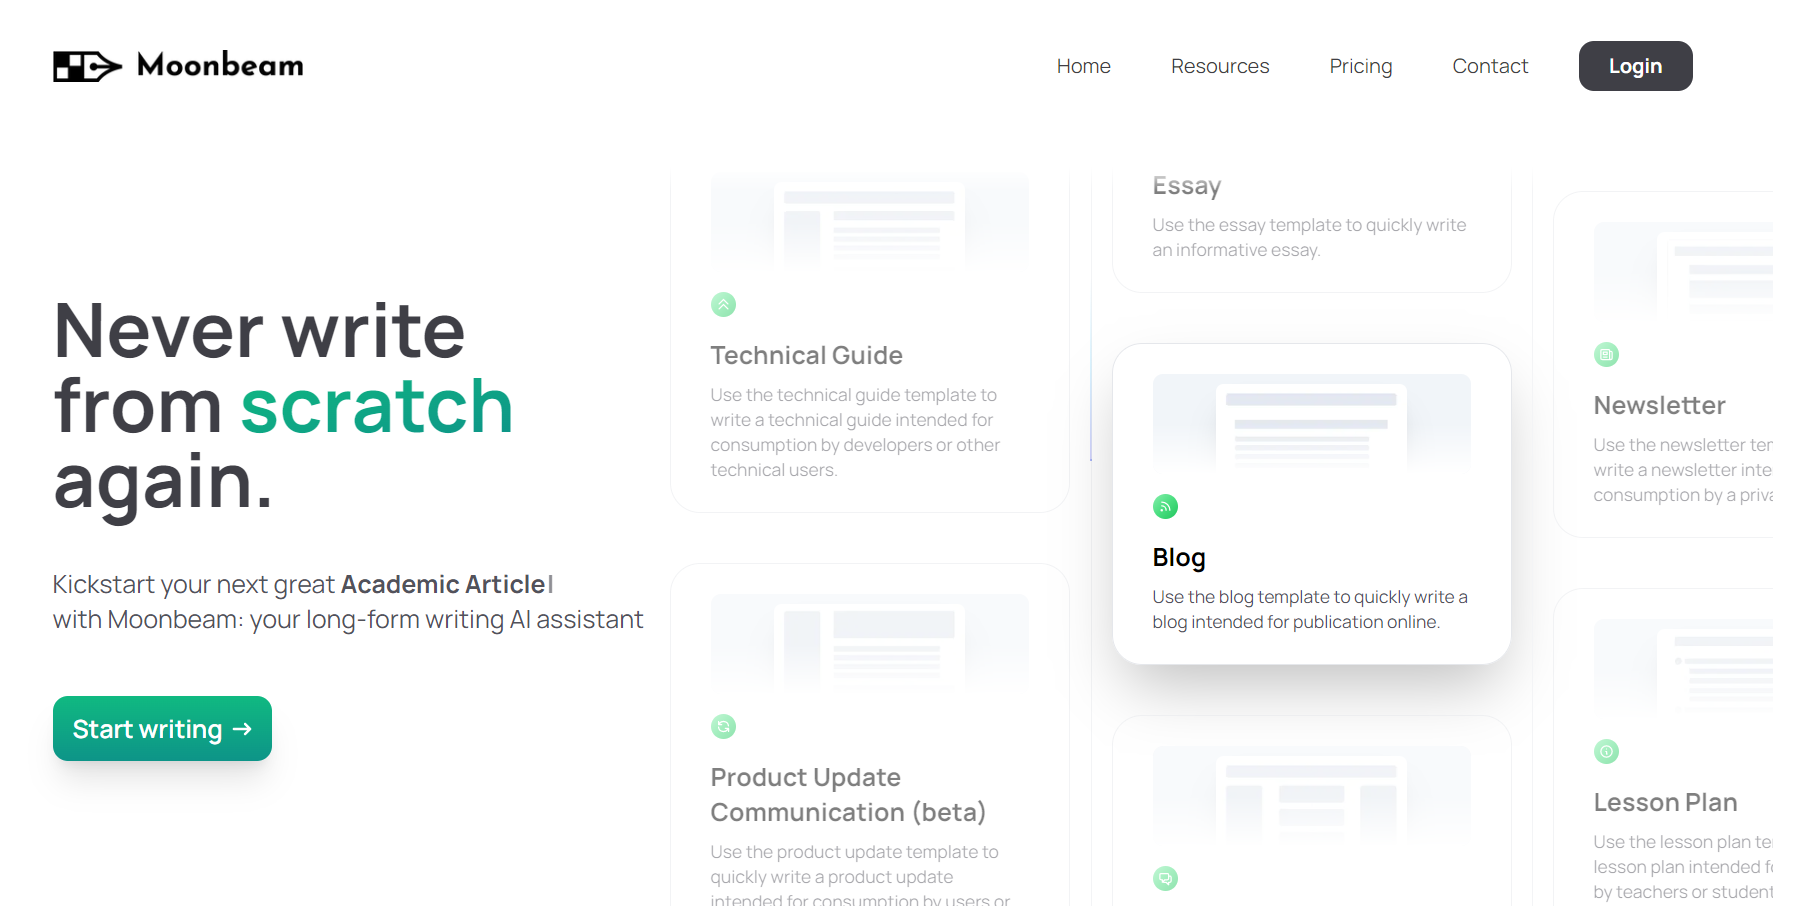 Moonbeam
Home
Resources
Pricing
Contact
Login
Never write
from scratch
again.
Kickstart your next great Academic Article
with Moonbeam: your long-form writing AI assistant
Start writing →
Technical Guide
Use the technical guide template to
write a technical guide intended for
consumption by developers or other
technical users.
Product Update
Communication (beta)
Use the product update template to
quickly write a product update
intended for consumption by users or
Essay
Use the essay template to quickly write
an informative essay.
Blog
Use the blog template to quickly write a
blog intended for publication online.
Newsletter
Use the newsletter
write a newsletter
consumption by a
Lesson Plan
Use the lesson plan
lesson plan intended
by teachers or